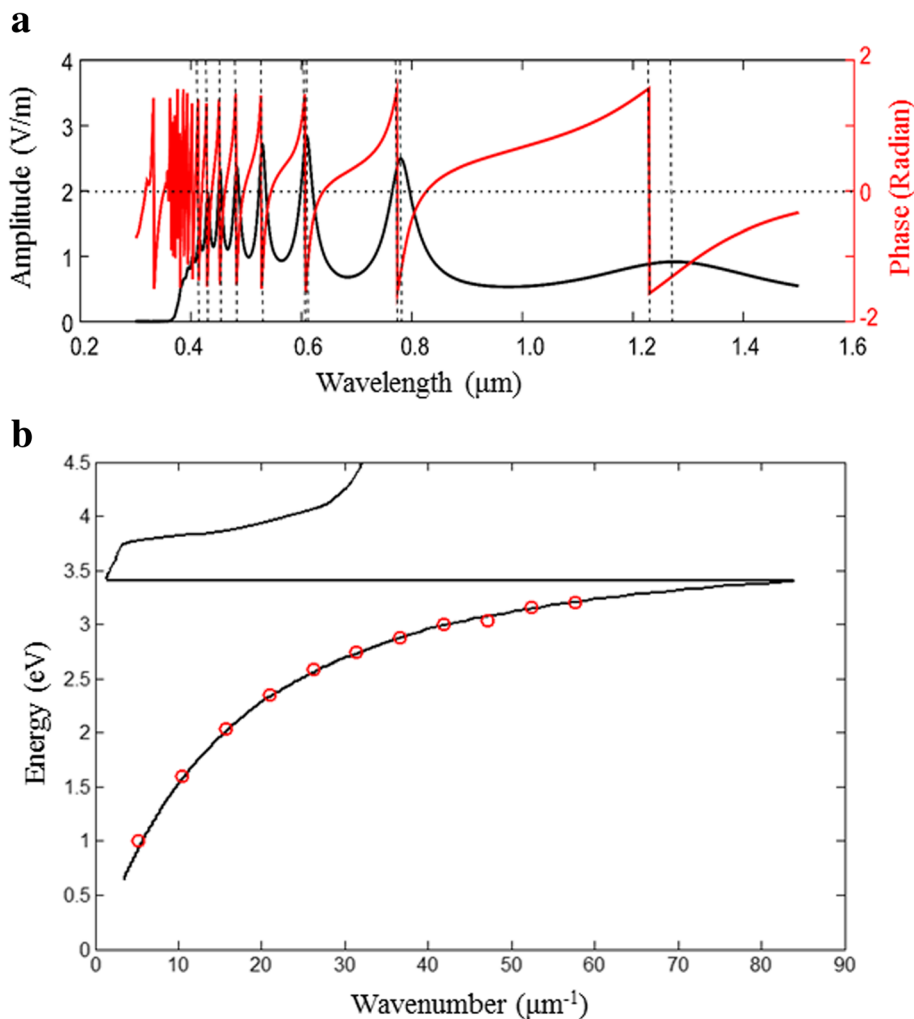 a
4
3
2
1
0
Amplitude (V/m)
2
1
0
-1
-2
Phase (Radian)
0.2 0.4 0.6 0.8 1.0 1.2 1.4 1.6
Wavelength (μm)
b
4.5
4
3.5
3
2.5
2
1.5
1
0.5
0
Energy (eV)
0 10 20 30 40 50 60 70 80 90
Wavenumber (μm⁻¹)